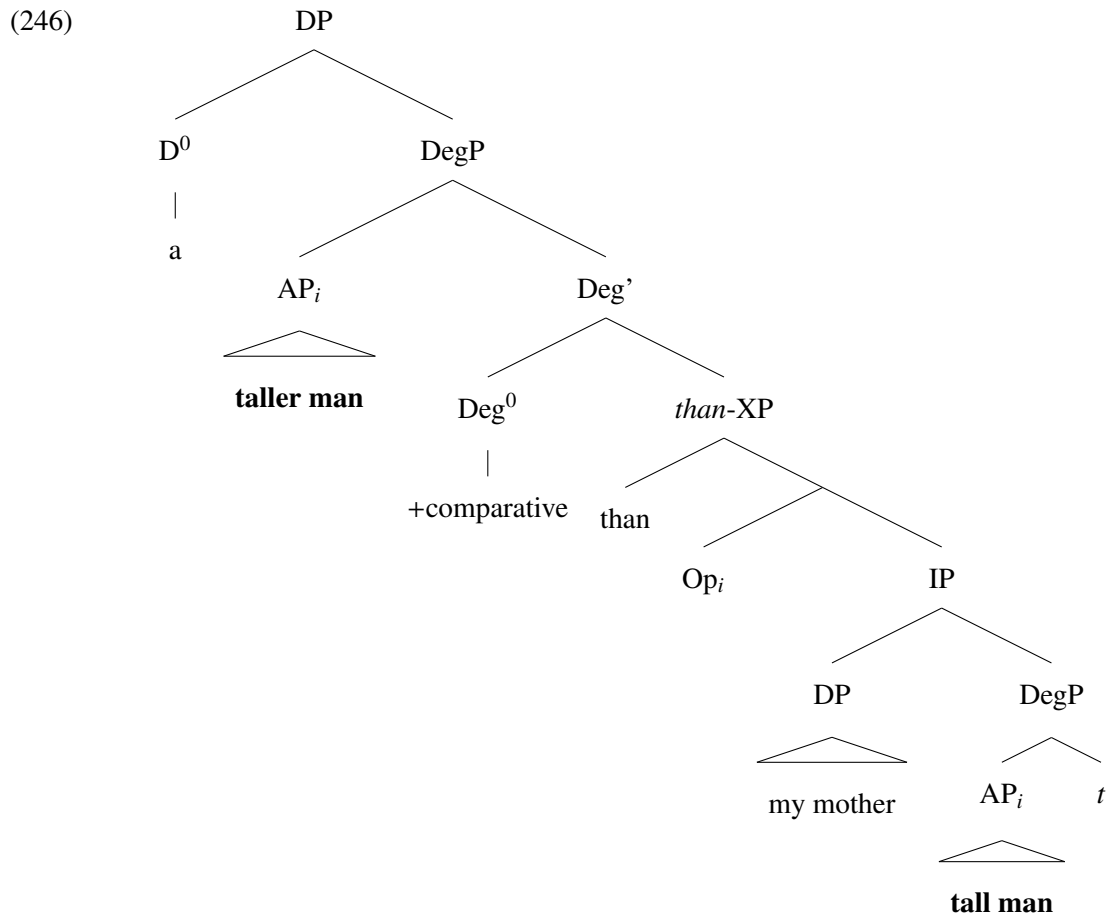 (246) DP
D⁰ DegP
a
APᵢ Deg’
taller man Deg⁰ than-XP
+comparative than
Opᵢ IP
DP DegP
my mother APᵢ t
tall man